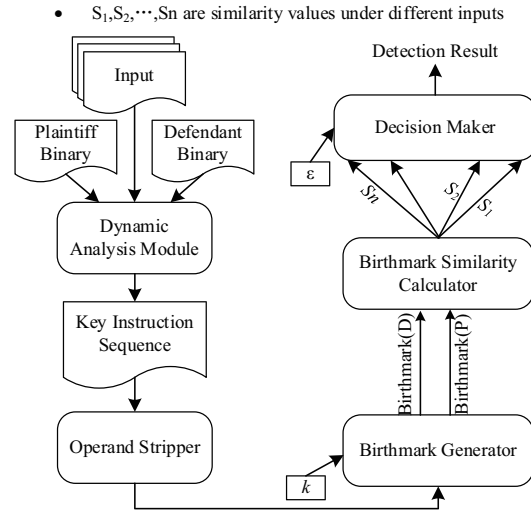 • S₁,S₂,⋯,Sn are similarity values under different inputs
Input
Plaintiff
Binary
Defendant
Binary
Dynamic
Analysis Module
Key Instruction
Sequence
Operand Stripper
Detection Result
Decision Maker
ε
Sn
S₂
S₁
Birthmark Similarity
Calculator
Birthmark(D)
Birthmark(P)
Birthmark Generator
k